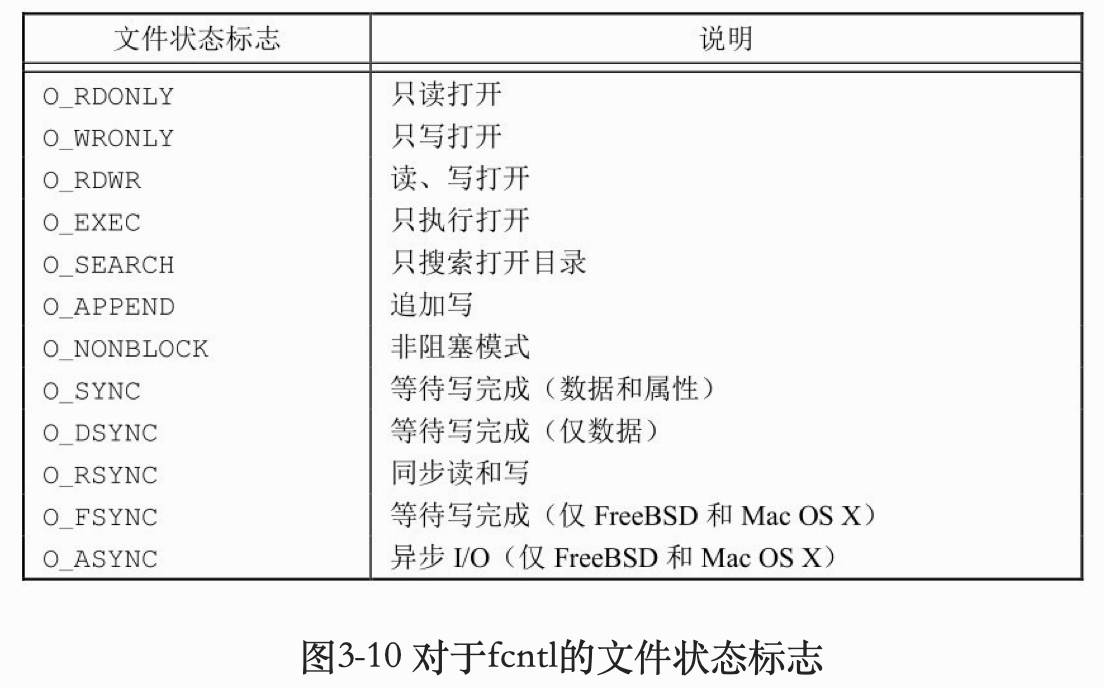 文件状态标志 说明
O_RDONLY 只读打开
O_WRONLY 只写打开
O_RDWR 读、写打开
O_EXEC 只执行打开
O_SEARCH 只搜索打开目录
O_APPEND 追加写
O_NONBLOCK 非阻塞模式
O_SYNC 等待写完成（数据和属性）
O_DSYNC 等待写完成（仅数据）
O_RSYNC 同步读和写
O_FSYNC 等待写完成（仅 FreeBSD 和 Mac OS X）
O_ASYNC 异步 I/O（仅 FreeBSD 和 Mac OS X）
图3-10 对于fcntl的文件状态标志